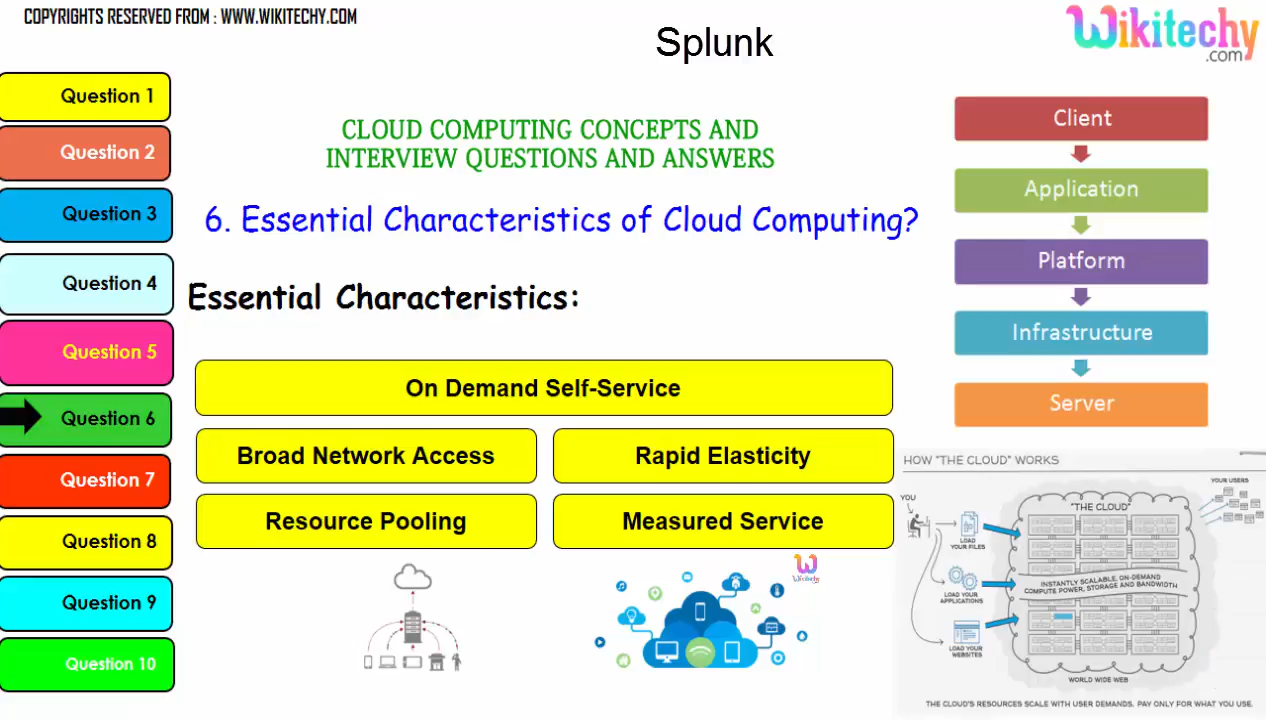 COPYRIGHTS RESERVED FROM : WWW.WIKITECHY.COM
Splunk
Wikitechy
.com
Question 1
Question 2
Question 3
Question 4
Question 5
Question 6
Question 7
Question 8
Question 9
Question 10
CLOUD COMPUTING CONCEPTS AND
INTERVIEW QUESTIONS AND ANSWERS
6. Essential Characteristics of Cloud Computing?
Essential Characteristics:
On Demand Self-Service
Broad Network Access
Rapid Elasticity
Resource Pooling
Measured Service
Wikitechy
Client
Application
Platform
Infrastructure
Server
HOW "THE CLOUD" WORKS
YOUR USERS
YOU
"THE CLOUD"
LOAD
YOUR FILES
INSTANTLY SCALABLE, ON-DEMAND
COMPUTE POWER, STORAGE AND BANDWIDTH
LOAD YOUR
APPLICATIONS
LOAD YOUR
WEBSITES
WORLD WIDE WEB
THE CLOUD'S RESOURCES SCALE WITH USER DEMANDS. PAY ONLY FOR WHAT YOU USE.